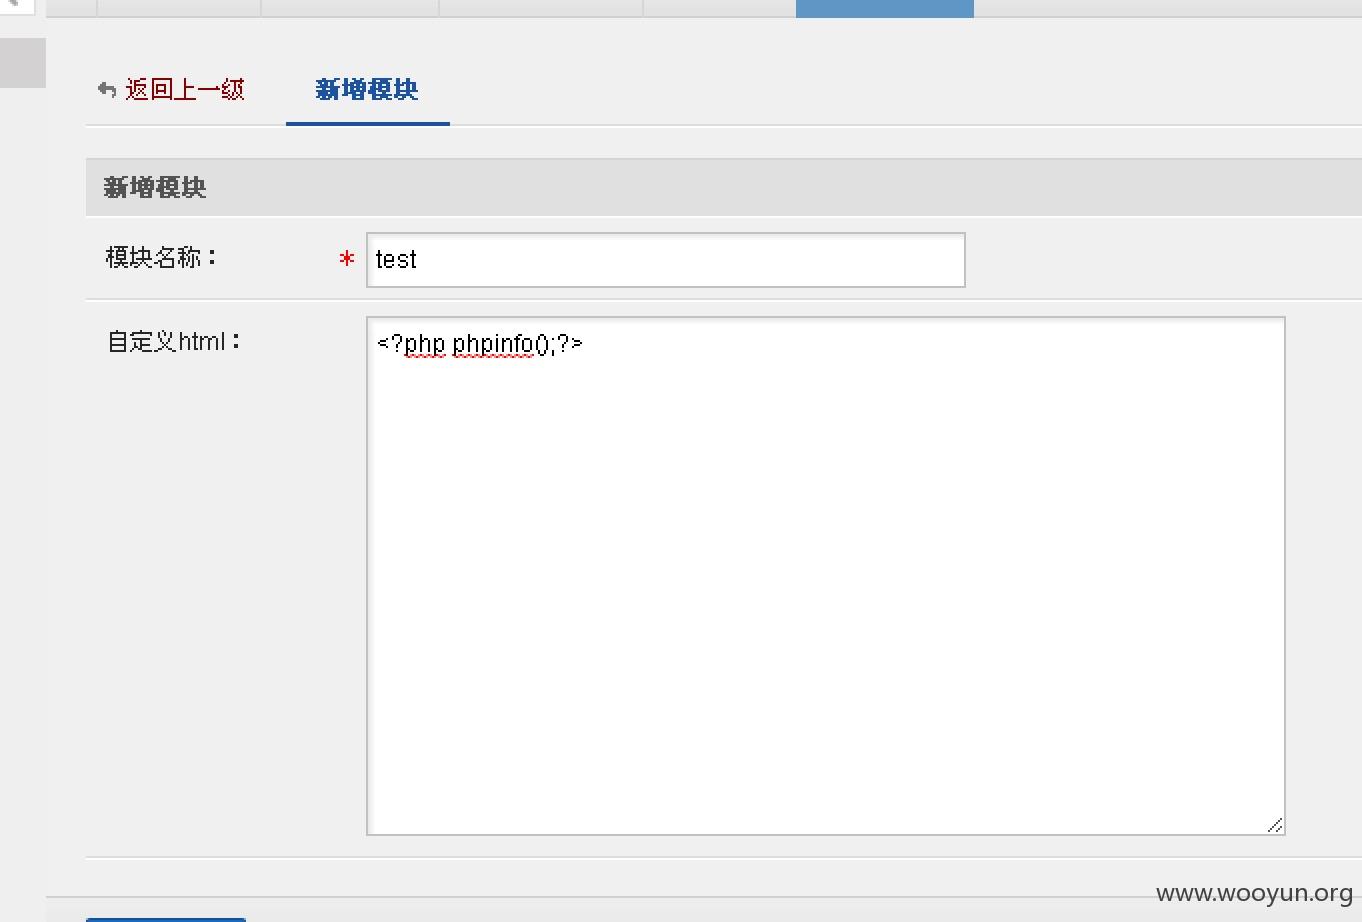 返回上一级 新增模块
新增模块
模块名称： * test
自定义html： <?php phpinfo();?>
www.wooyun.org